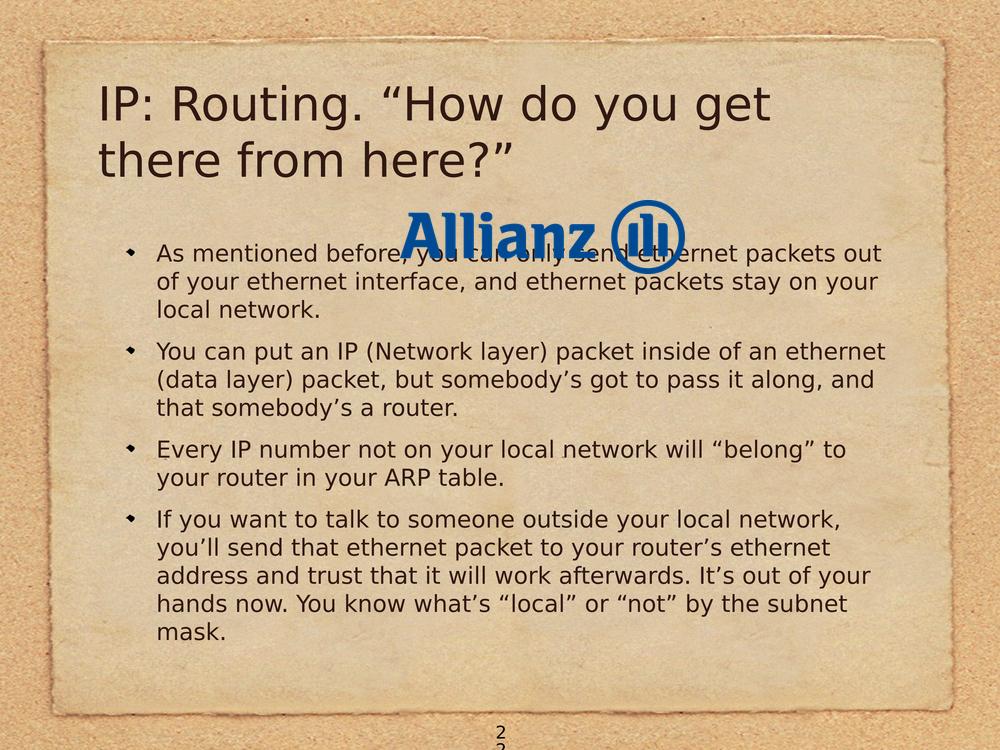 IP: Routing. “How do you get
there from here?”
Allianz
As mentioned before, you can only send ethernet packets out
of your ethernet interface, and ethernet packets stay on your
local network.
You can put an IP (Network layer) packet inside of an ethernet
(data layer) packet, but somebody’s got to pass it along, and
that somebody’s a router.
Every IP number not on your local network will “belong” to
your router in your ARP table.
If you want to talk to someone outside your local network,
you’ll send that ethernet packet to your router’s ethernet
address and trust that it will work afterwards. It’s out of your
hands now. You know what’s “local” or “not” by the subnet
mask.
2
2